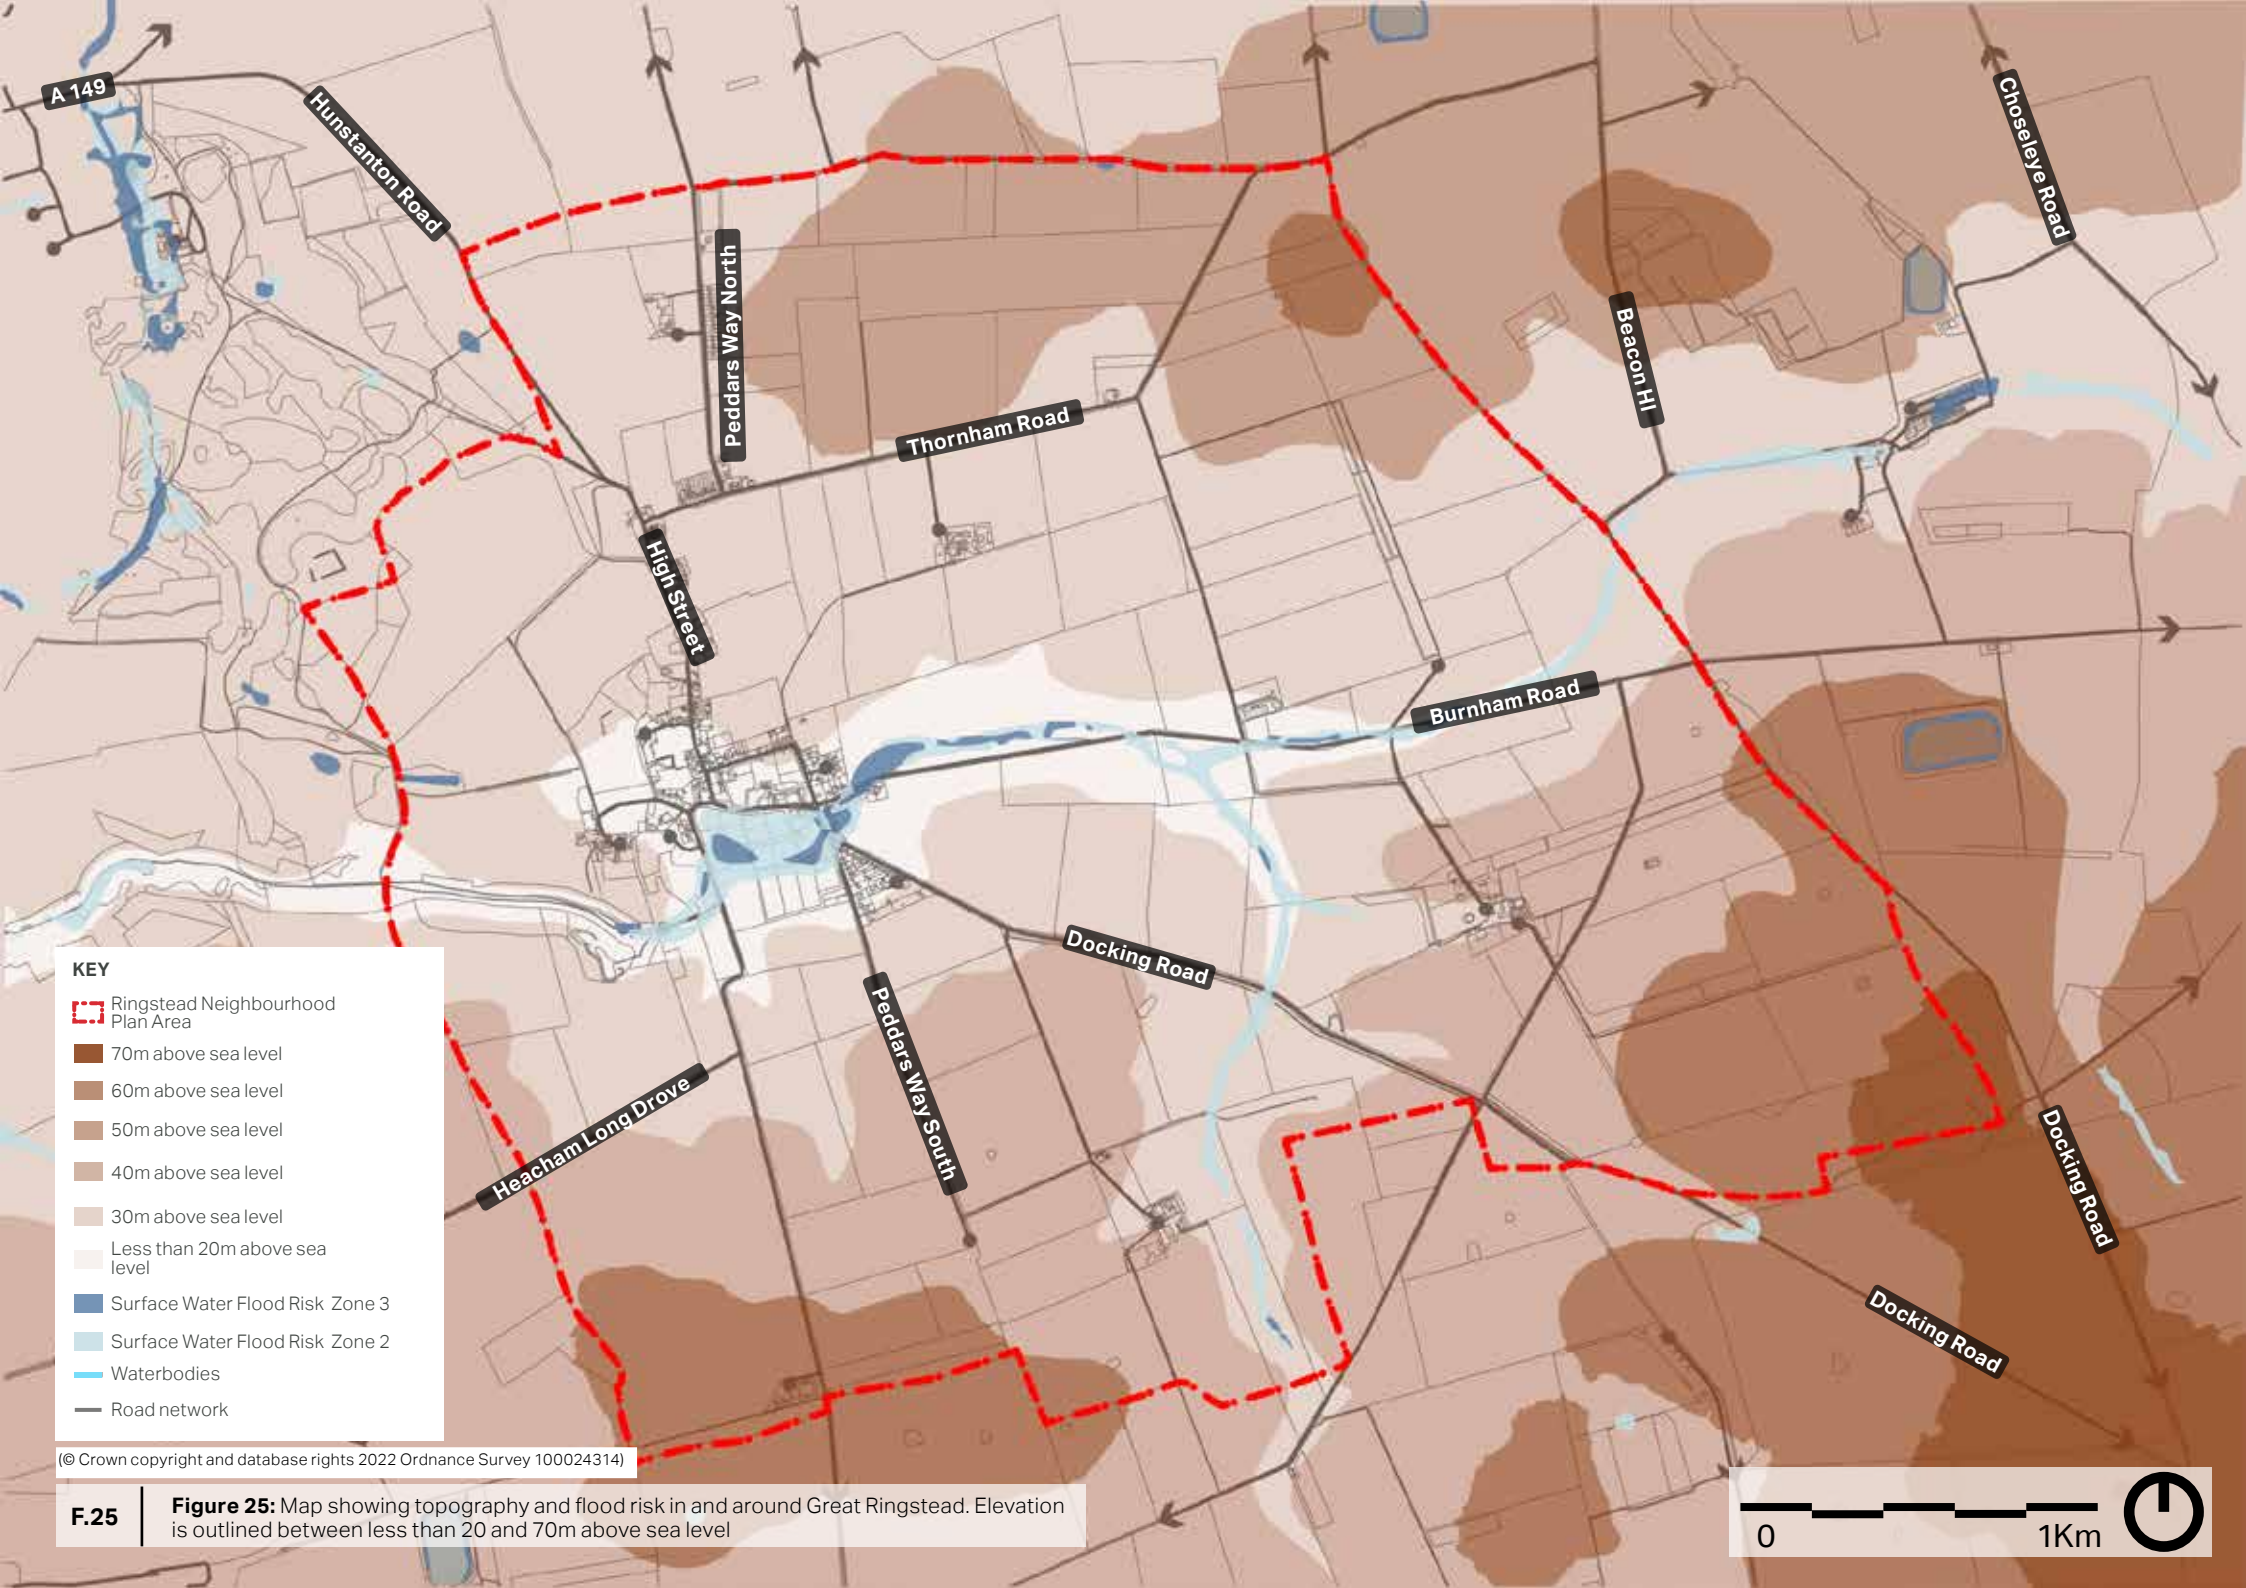 A 149
Hunstanton Road
Choseleye Road
Peddars Way North
Beacon Hl
Thornham Road
High Street
Burnham Road
Docking Road
Peddars Way South
Heacham Long Drove
Docking Road
Docking Road
KEY
Ringstead Neighbourhood
Plan Area
70m above sea level
60m above sea level
50m above sea level
40m above sea level
30m above sea level
Less than 20m above sea
level
Surface Water Flood Risk Zone 3
Surface Water Flood Risk Zone 2
Waterbodies
Road network
(© Crown copyright and database rights 2022 Ordnance Survey 100024314)
F.25
Figure 25: Map showing topography and flood risk in and around Great Ringstead. Elevation
is outlined between less than 20 and 70m above sea level
0 1Km